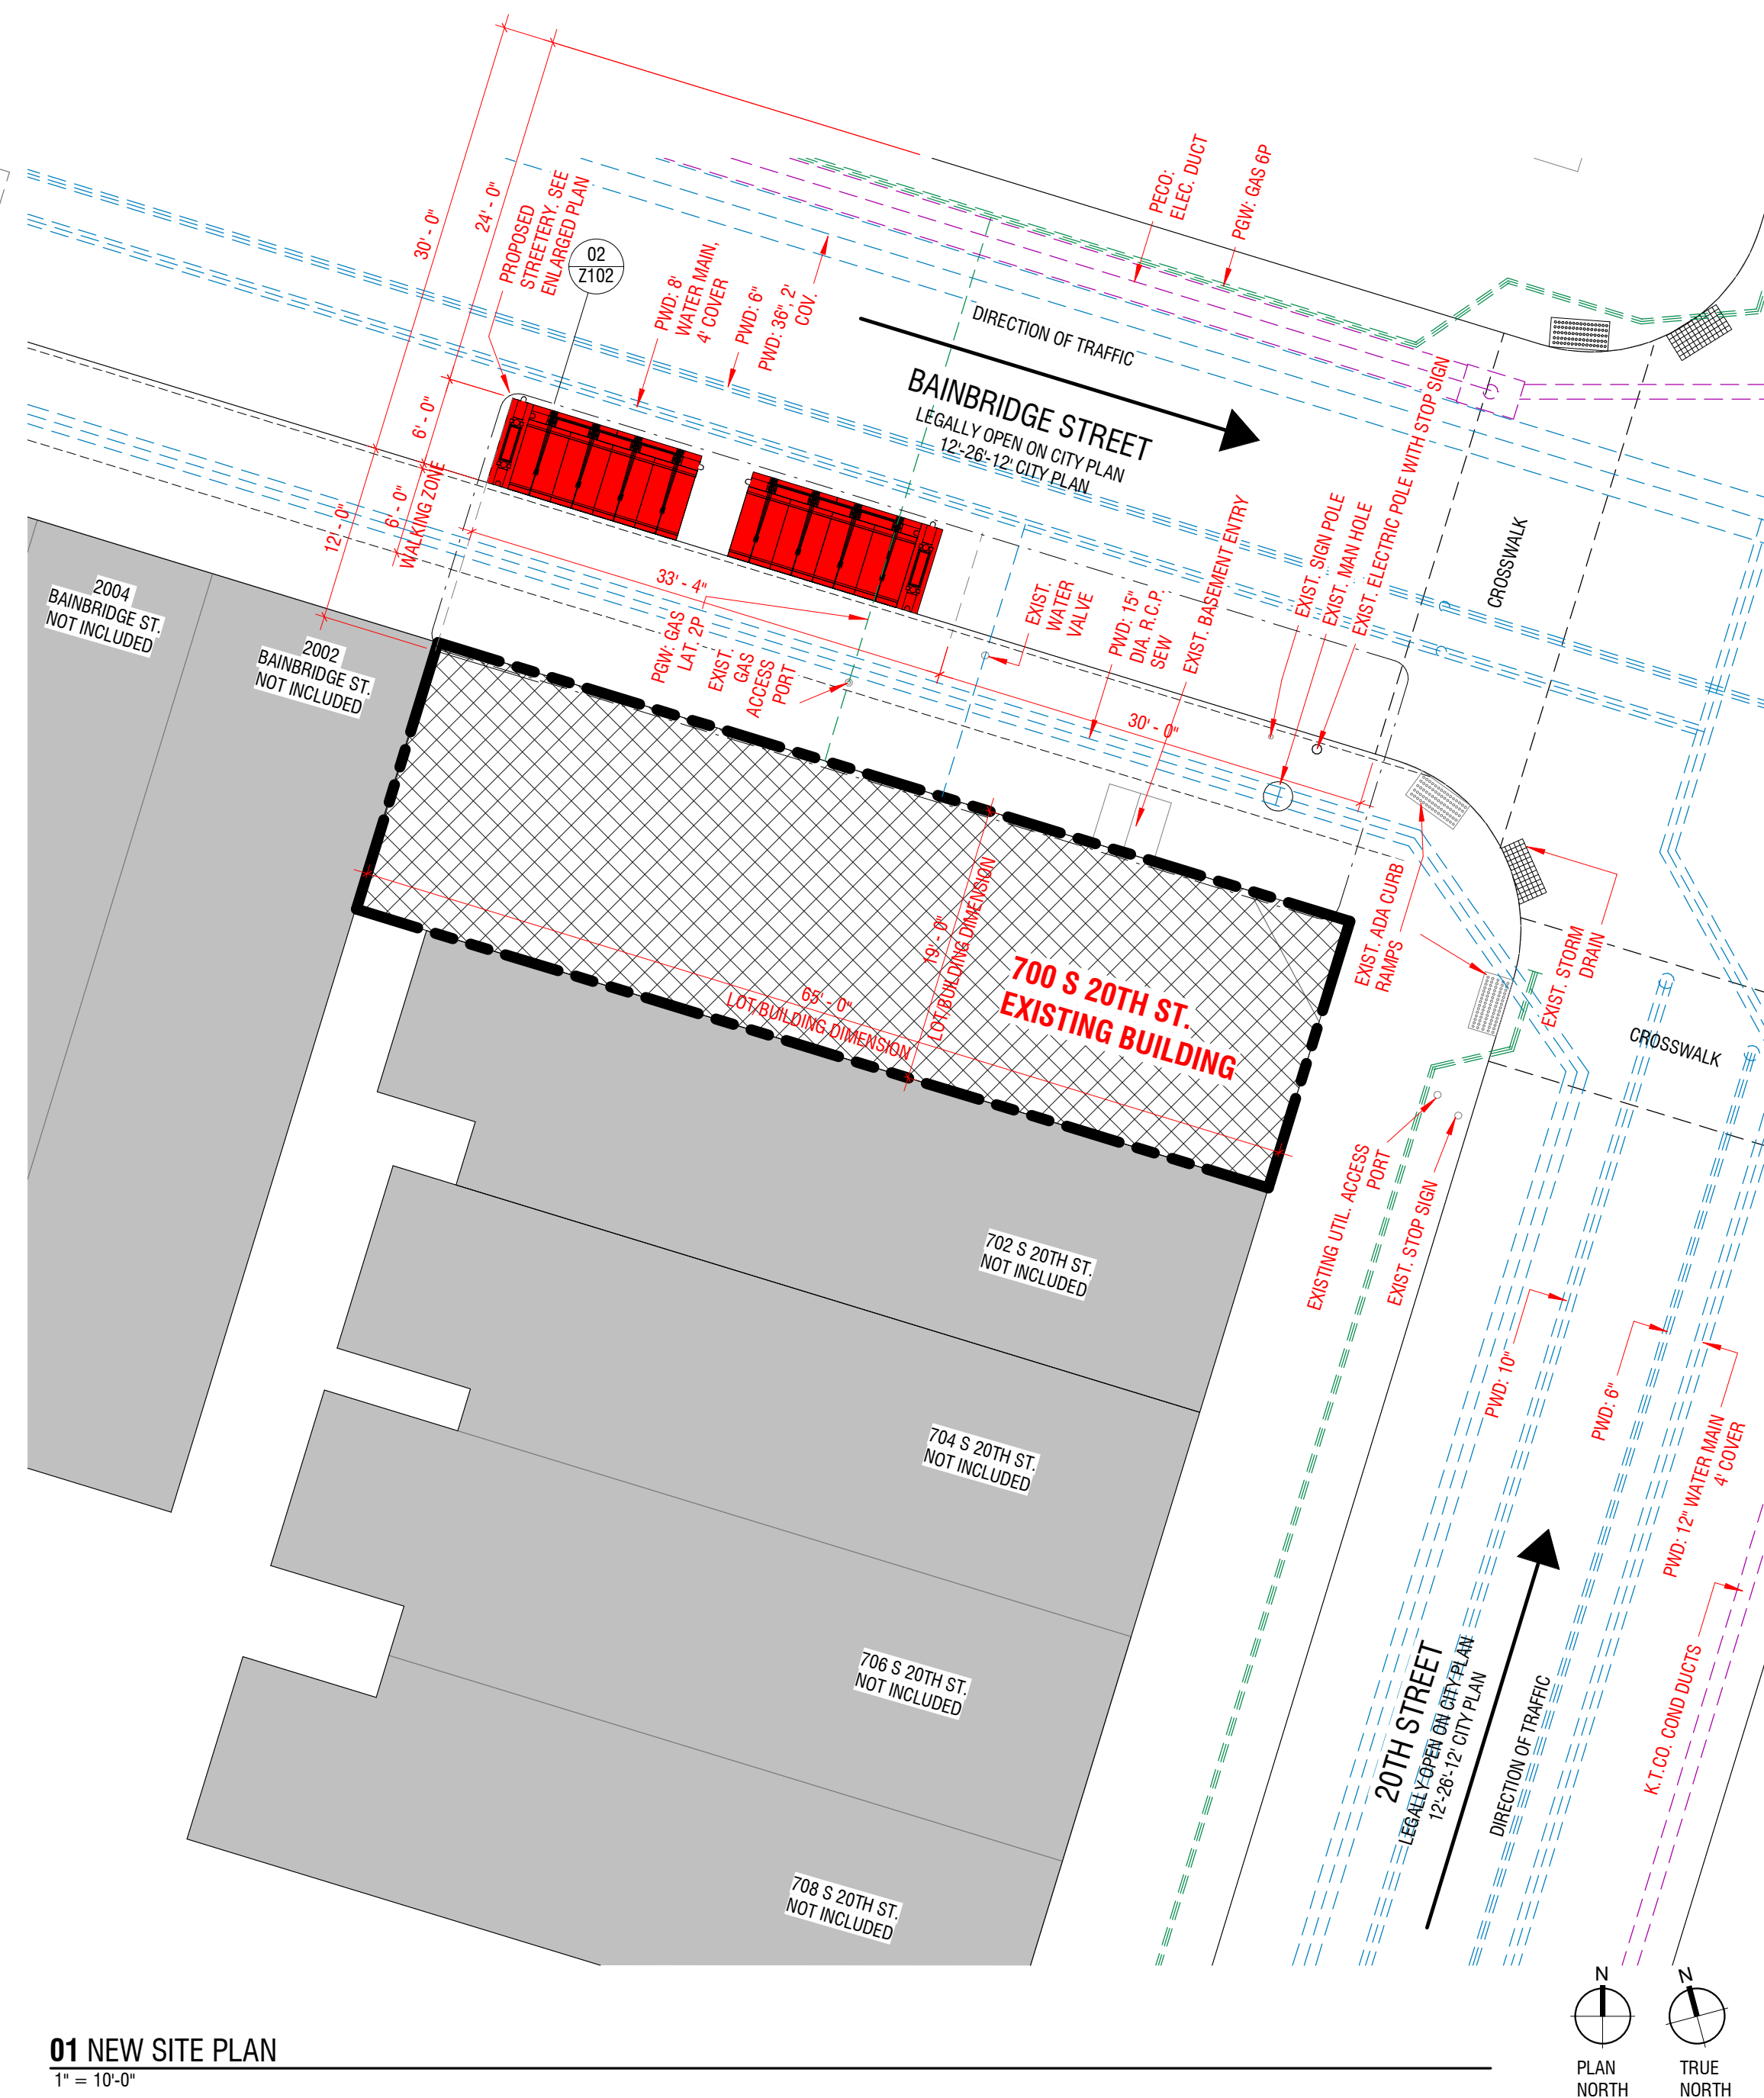 30' - 0"
24' - 0"
PROPOSED
STREETERY. SEE
ENLARGED PLAN
02
Z102
PWD: 8"
WATER MAIN,
4' COVER
PWD: 6"
PWD: 36", 2'
COV.
PECO:
ELEC. DUCT
PGW: GAS 6P
DIRECTION OF TRAFFIC
BAINBRIDGE STREET
LEGALLY OPEN ON CITY PLAN
12'-26'-12' CITY PLAN
6' - 0"
6' - 0"
WALKING ZONE
12' - 0"
33' - 4"
PGW: GAS
LAT. 2P
EXIST.
GAS
ACCESS
PORT
EXIST.
WATER
VALVE
PWD: 15"
DIA. R.C.P.
SEW
EXIST. BASEMENT ENTRY
EXIST. SIGN POLE
EXIST. MAN HOLE
EXIST. ELECTRIC POLE WITH STOP SIGN
CROSSWALK
30' - 0"
2004
BAINBRIDGE ST.
NOT INCLUDED
2002
BAINBRIDGE ST.
NOT INCLUDED
19' - 0"
LOT/BUILDING DIMENSION
65' - 0"
LOT/BUILDING DIMENSION
700 S 20TH ST.
EXISTING BUILDING
EXIST. ADA CURB
RAMPS
EXIST. STORM
DRAIN
CROSSWALK
EXISTING UTIL. ACCESS
PORT
EXIST. STOP SIGN
702 S 20TH ST.
NOT INCLUDED
704 S 20TH ST.
NOT INCLUDED
706 S 20TH ST.
NOT INCLUDED
708 S 20TH ST.
NOT INCLUDED
PWD: 10"
PWD: 6"
PWD: 12" WATER MAIN
4' COVER
K.T.CO. COND DUCTS
20TH STREET
LEGALLY OPEN ON CITY PLAN
12'-26'-12' CITY PLAN
DIRECTION OF TRAFFIC
01 NEW SITE PLAN
1" = 10'-0"
N
PLAN
NORTH
N
TRUE
NORTH